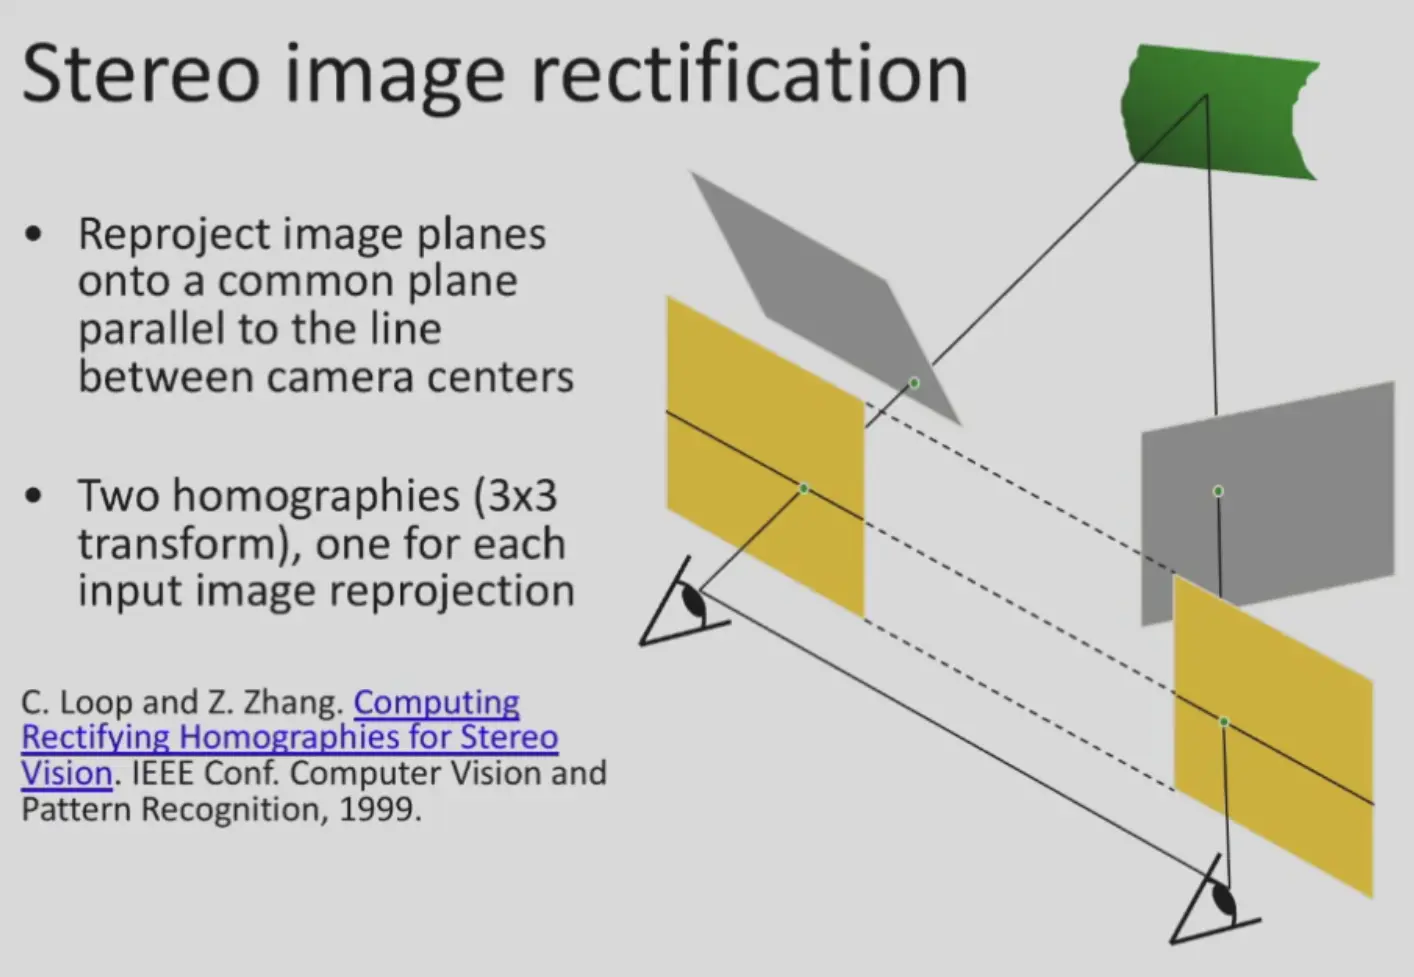 Stereo image rectification
• Reproject image planes
onto a common plane
parallel to the line
between camera centers
• Two homographies (3x3
transform), one for each
input image reprojection
C. Loop and Z. Zhang. Computing
Rectifying Homographies for Stereo
Vision. IEEE Conf. Computer Vision and
Pattern Recognition, 1999.